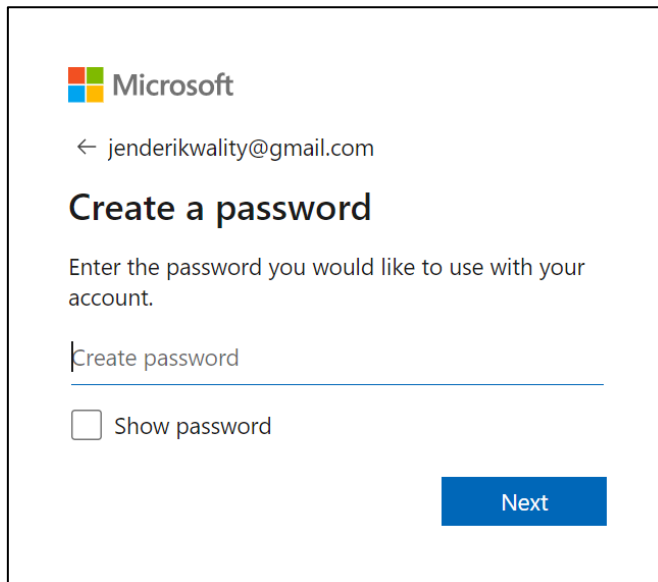 Microsoft
← jenderikwality@gmail.com
Create a password
Enter the password you would like to use with your
account.
Create password
Show password
Next